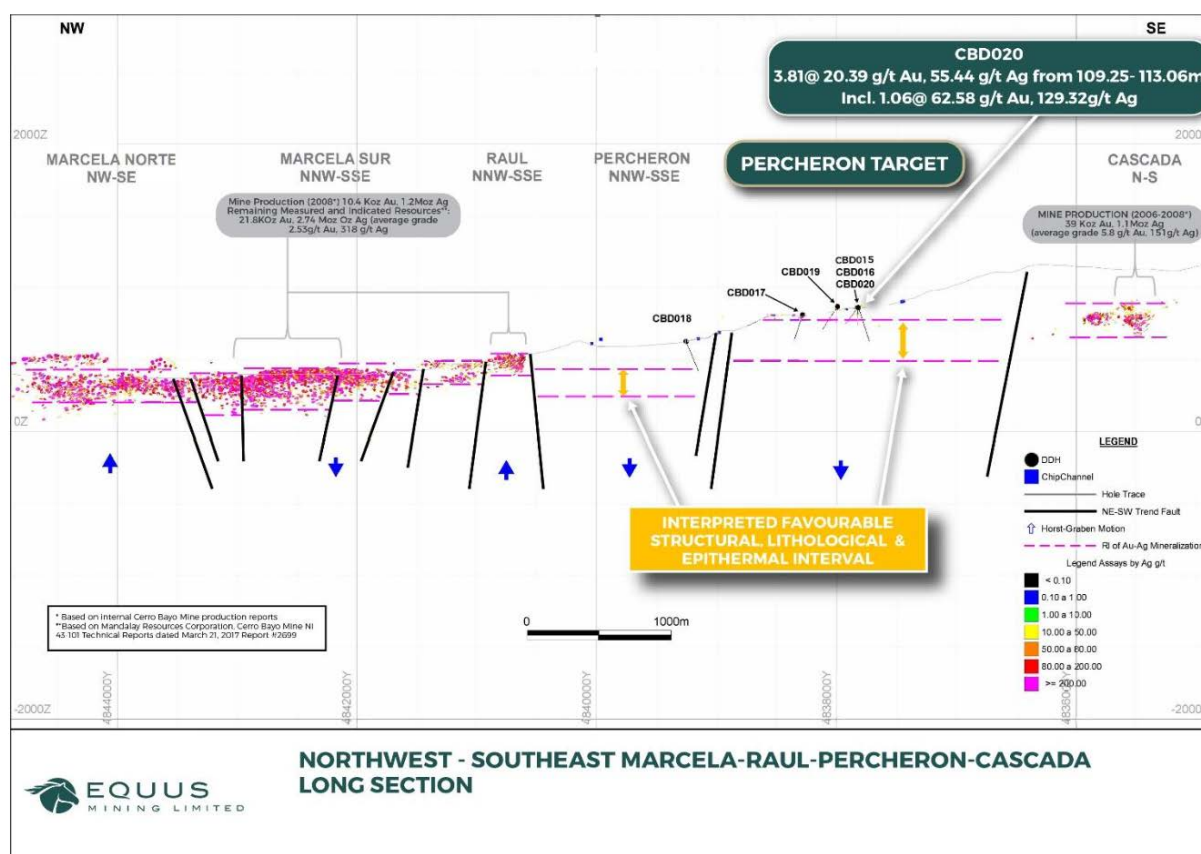 NW
SE
CBD020
3.81@ 20.39 g/t Au, 55.44 g/t Ag from 109.25- 113.06m
Incl. 1.06@ 62.58 g/t Au, 129.32g/t Ag
2000Z
2000
MARCELA NORTE
NW-SE
MARCELA SUR
NNW-SSE
RAUL
NNW-SSE
PERCHERON
NNW-SSE
PERCHERON TARGET
CASCADA
N-S
Mine Production (2008*) 10.4 Koz Au, 1.2Moz Ag
Remaining Measured and Indicated Resources**:
21.8KOz Au, 2.74 Moz Oz Ag (average grade
2.53g/t Au, 318 g/t Ag
MINE PRODUCTION (2006-2008*)
39 Koz Au, 1.1Moz Ag
(average grade 5.8 g/t Au, 151g/t Ag)
CBD015
CBD016
CBD020
CBD019
CBD017
CBD018
0Z
0
INTERPRETED FAVOURABLE
STRUCTURAL, LITHOLOGICAL &
EPITHERMAL INTERVAL
LEGEND
DDH
ChipChannel
Hole Trace
NE-SW Trend Fault
Horst-Graben Motion
RI of Au-Ag Mineralization
Legend Assays by Ag g/t
< 0.10
0.10 a 1.00
1.00 a 10.00
10.00 a 50.00
50.00 a 80.00
80.00 a 200.00
>= 200.00
* Based on internal Cerro Bayo Mine production reports
**Based on Mandalay Resources Corporation, Cerro Bayo Mine NI
43 101 Technical Reports dated March 21, 2017 Report #2699
0 1000m
-2000Z
-2000
4844000Y
4842000Y
4840000Y
4838000Y
4836000Y
NORTHWEST - SOUTHEAST MARCELA-RAUL-PERCHERON-CASCADA
LONG SECTION
EQUUS
MINING LIMITED